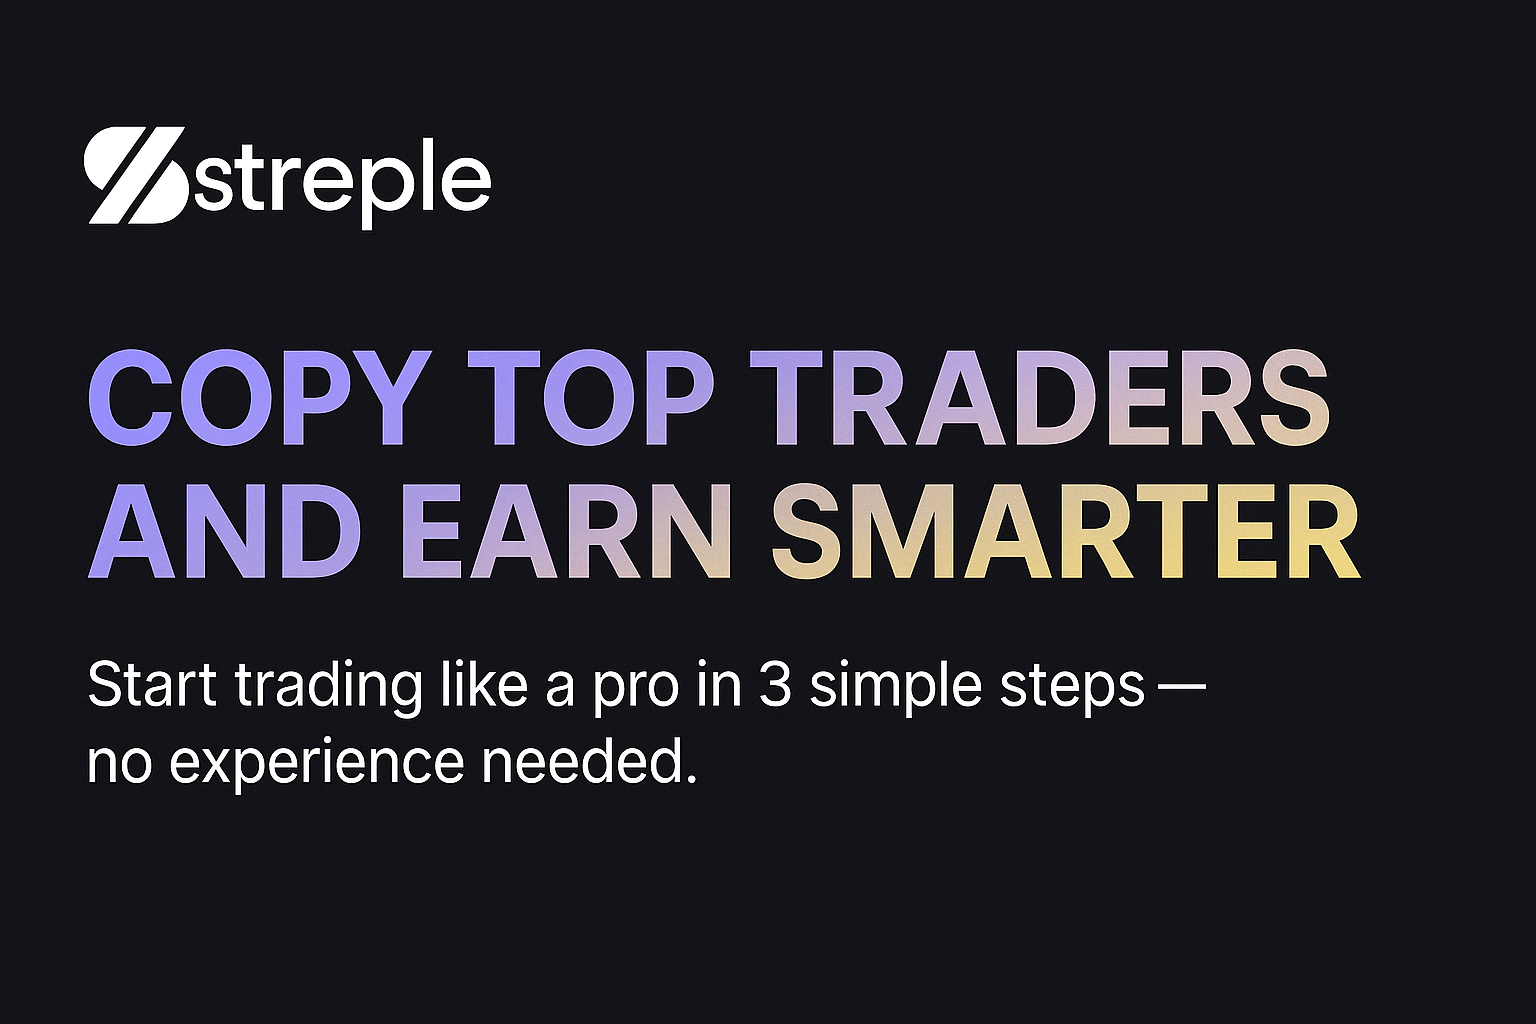 streple
COPY TOP TRADERS
AND EARN SMARTER
Start trading like a pro in 3 simple steps —
no experience needed.